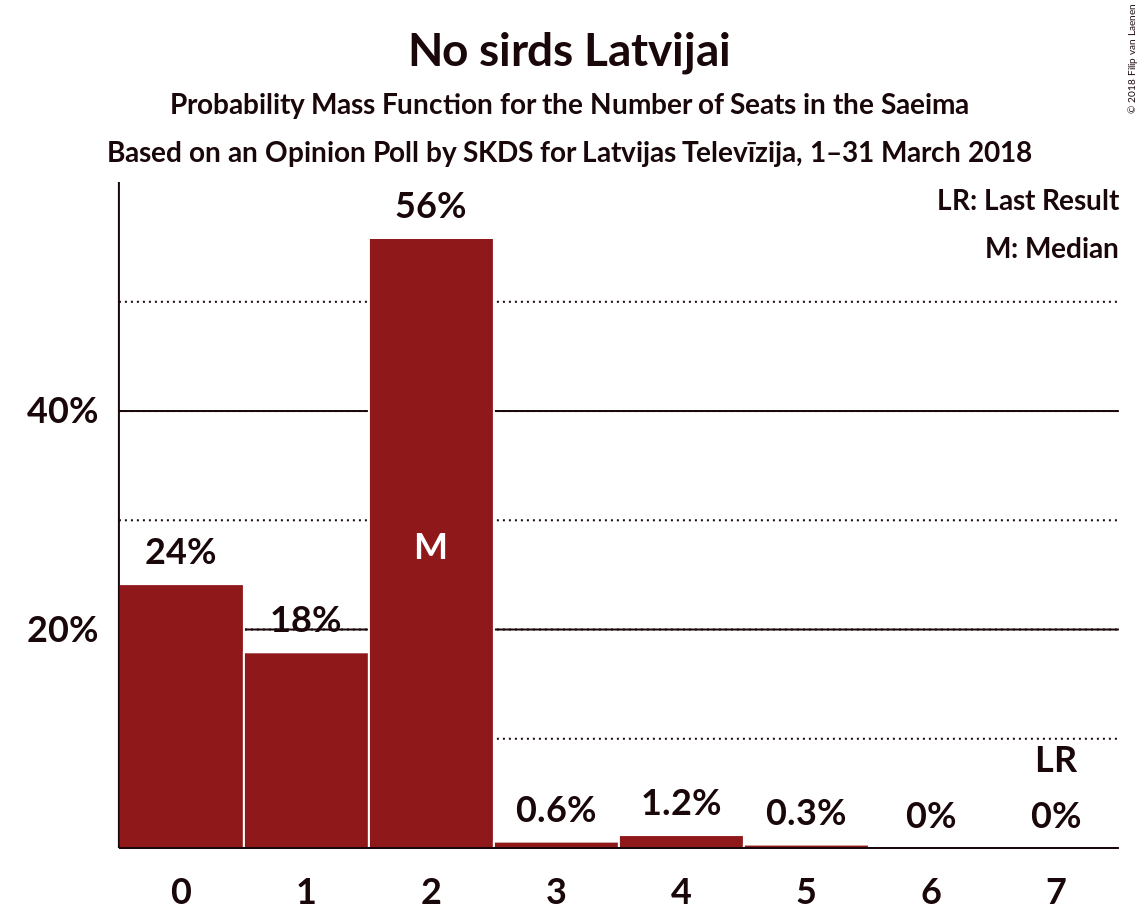 No sirds Latvijai
Probability Mass Function for the Number of Seats in the Saeima
Based on an Opinion Poll by SKDS for Latvijas Televīzija, 1–31 March 2018
© 2018 Filip van Laenen
LR: Last Result
M: Median
56%
40%
M
24%
18%
20%
LR
0.6%
1.2%
0.3%
0%
0%
0 1 2 3 4 5 6 7